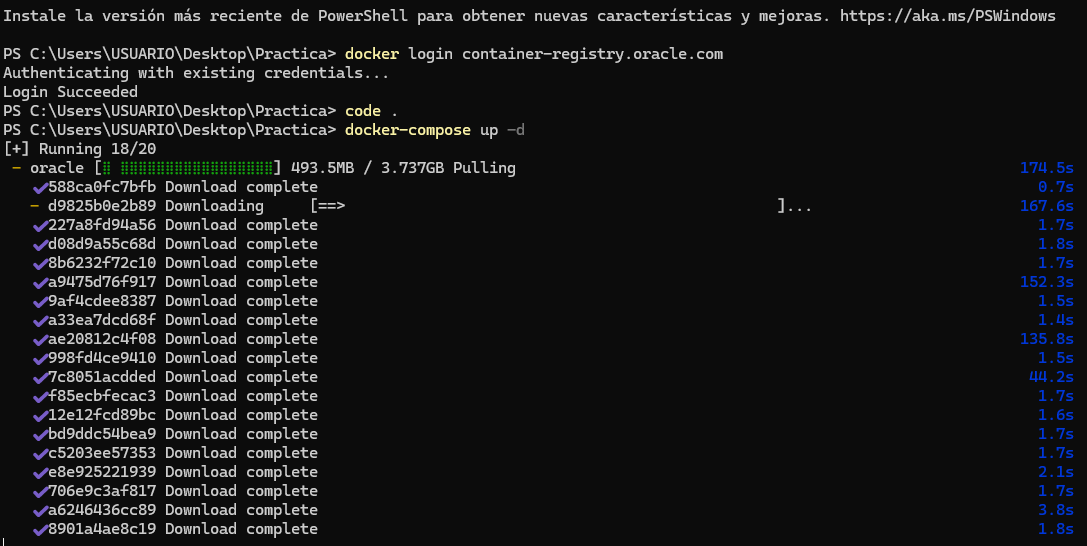 Instale la versión más reciente de PowerShell para obtener nuevas características y mejoras. https://aka.ms/PSWindows
PS C:\Users\USUARIO\Desktop\Practica> docker login container-registry.oracle.com
Authenticating with existing credentials...
Login Succeeded
PS C:\Users\USUARIO\Desktop\Practica> code .
PS C:\Users\USUARIO\Desktop\Practica> docker-compose up -d
[+] Running 18/20
- oracle [⣿ ⣿⣿⣿⣿⣿⣿⣿⣿⣿⣿⣿⣿⣿⣿⣿⣿⣿] 493.5MB / 3.737GB Pulling 174.5s
✔588ca0fc7bfb Download complete 0.7s
- d9825b0e2b89 Downloading [==> ]... 167.6s
✔227a8fd94a56 Download complete 1.7s
✔d08d9a55c68d Download complete 1.8s
✔8b6232f72c10 Download complete 1.7s
✔a9475d76f917 Download complete 152.3s
✔9af4cdee8387 Download complete 1.5s
✔a33ea7dcd68f Download complete 1.4s
✔ae20812c4f08 Download complete 135.8s
✔998fd4ce9410 Download complete 1.5s
✔7c8051acdded Download complete 44.2s
✔f85ecbfecac3 Download complete 1.7s
✔12e12fcd89bc Download complete 1.6s
✔bd9ddc54bea9 Download complete 1.7s
✔c5203ee57353 Download complete 1.7s
✔e8e925221939 Download complete 2.1s
✔706e9c3af817 Download complete 1.7s
✔a6246436cc89 Download complete 3.8s
✔8901a4ae8c19 Download complete 1.8s